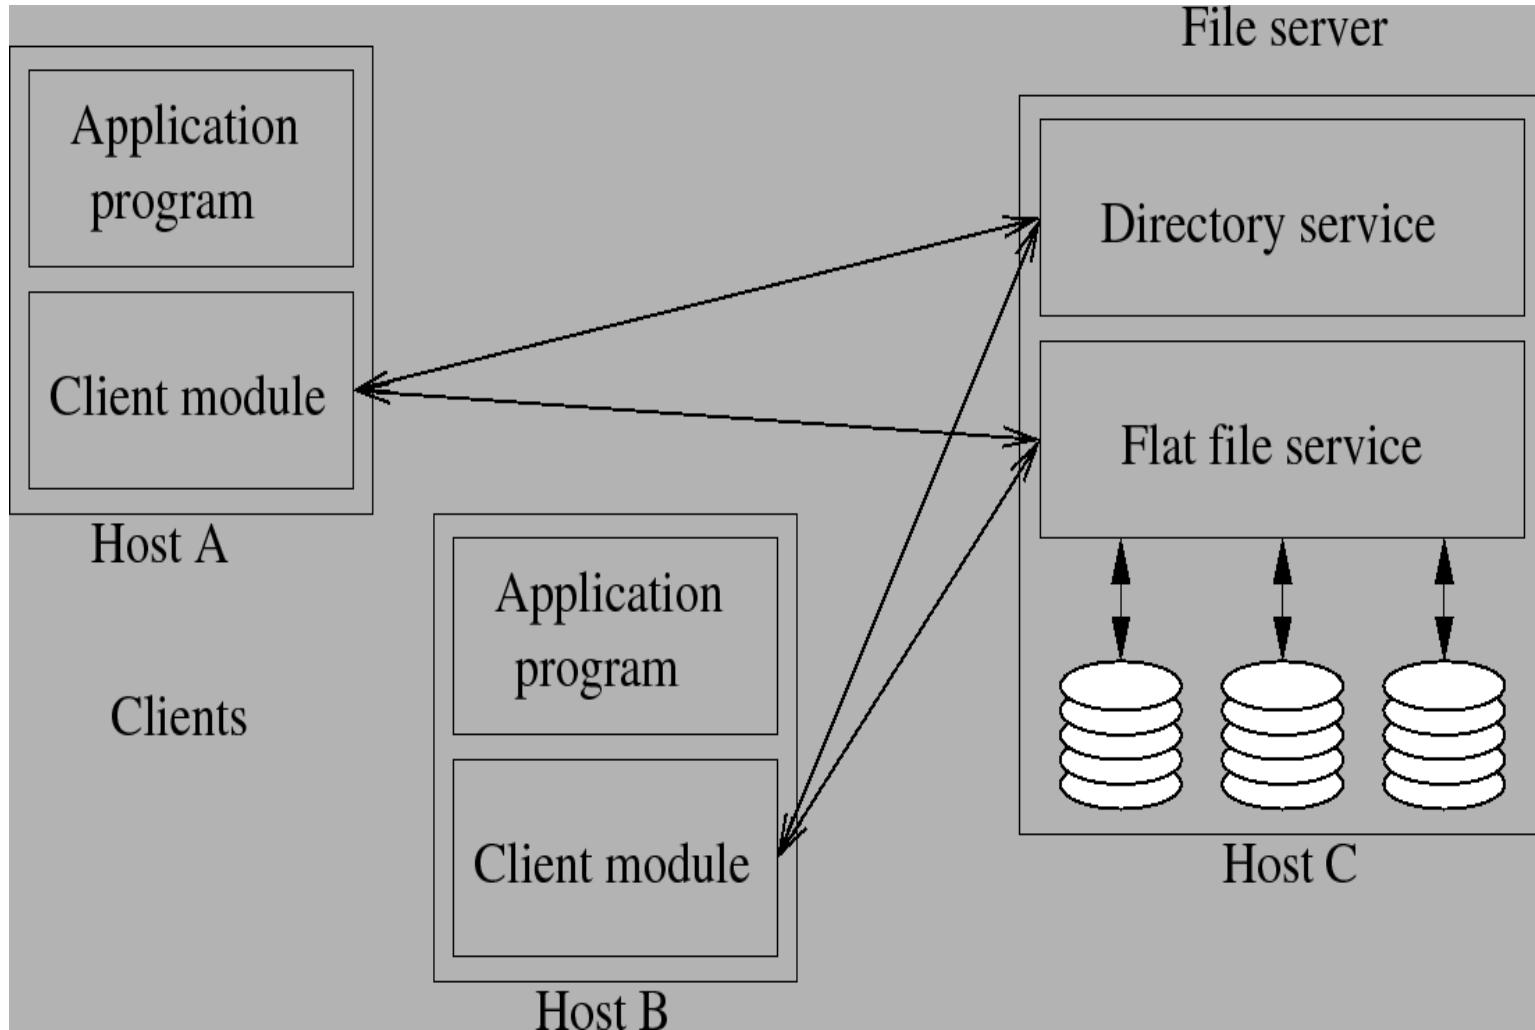 File server
Application
program
Client module
Host A
Directory service
Flat file service
Host C
Clients
Application
program
Client module
Host B